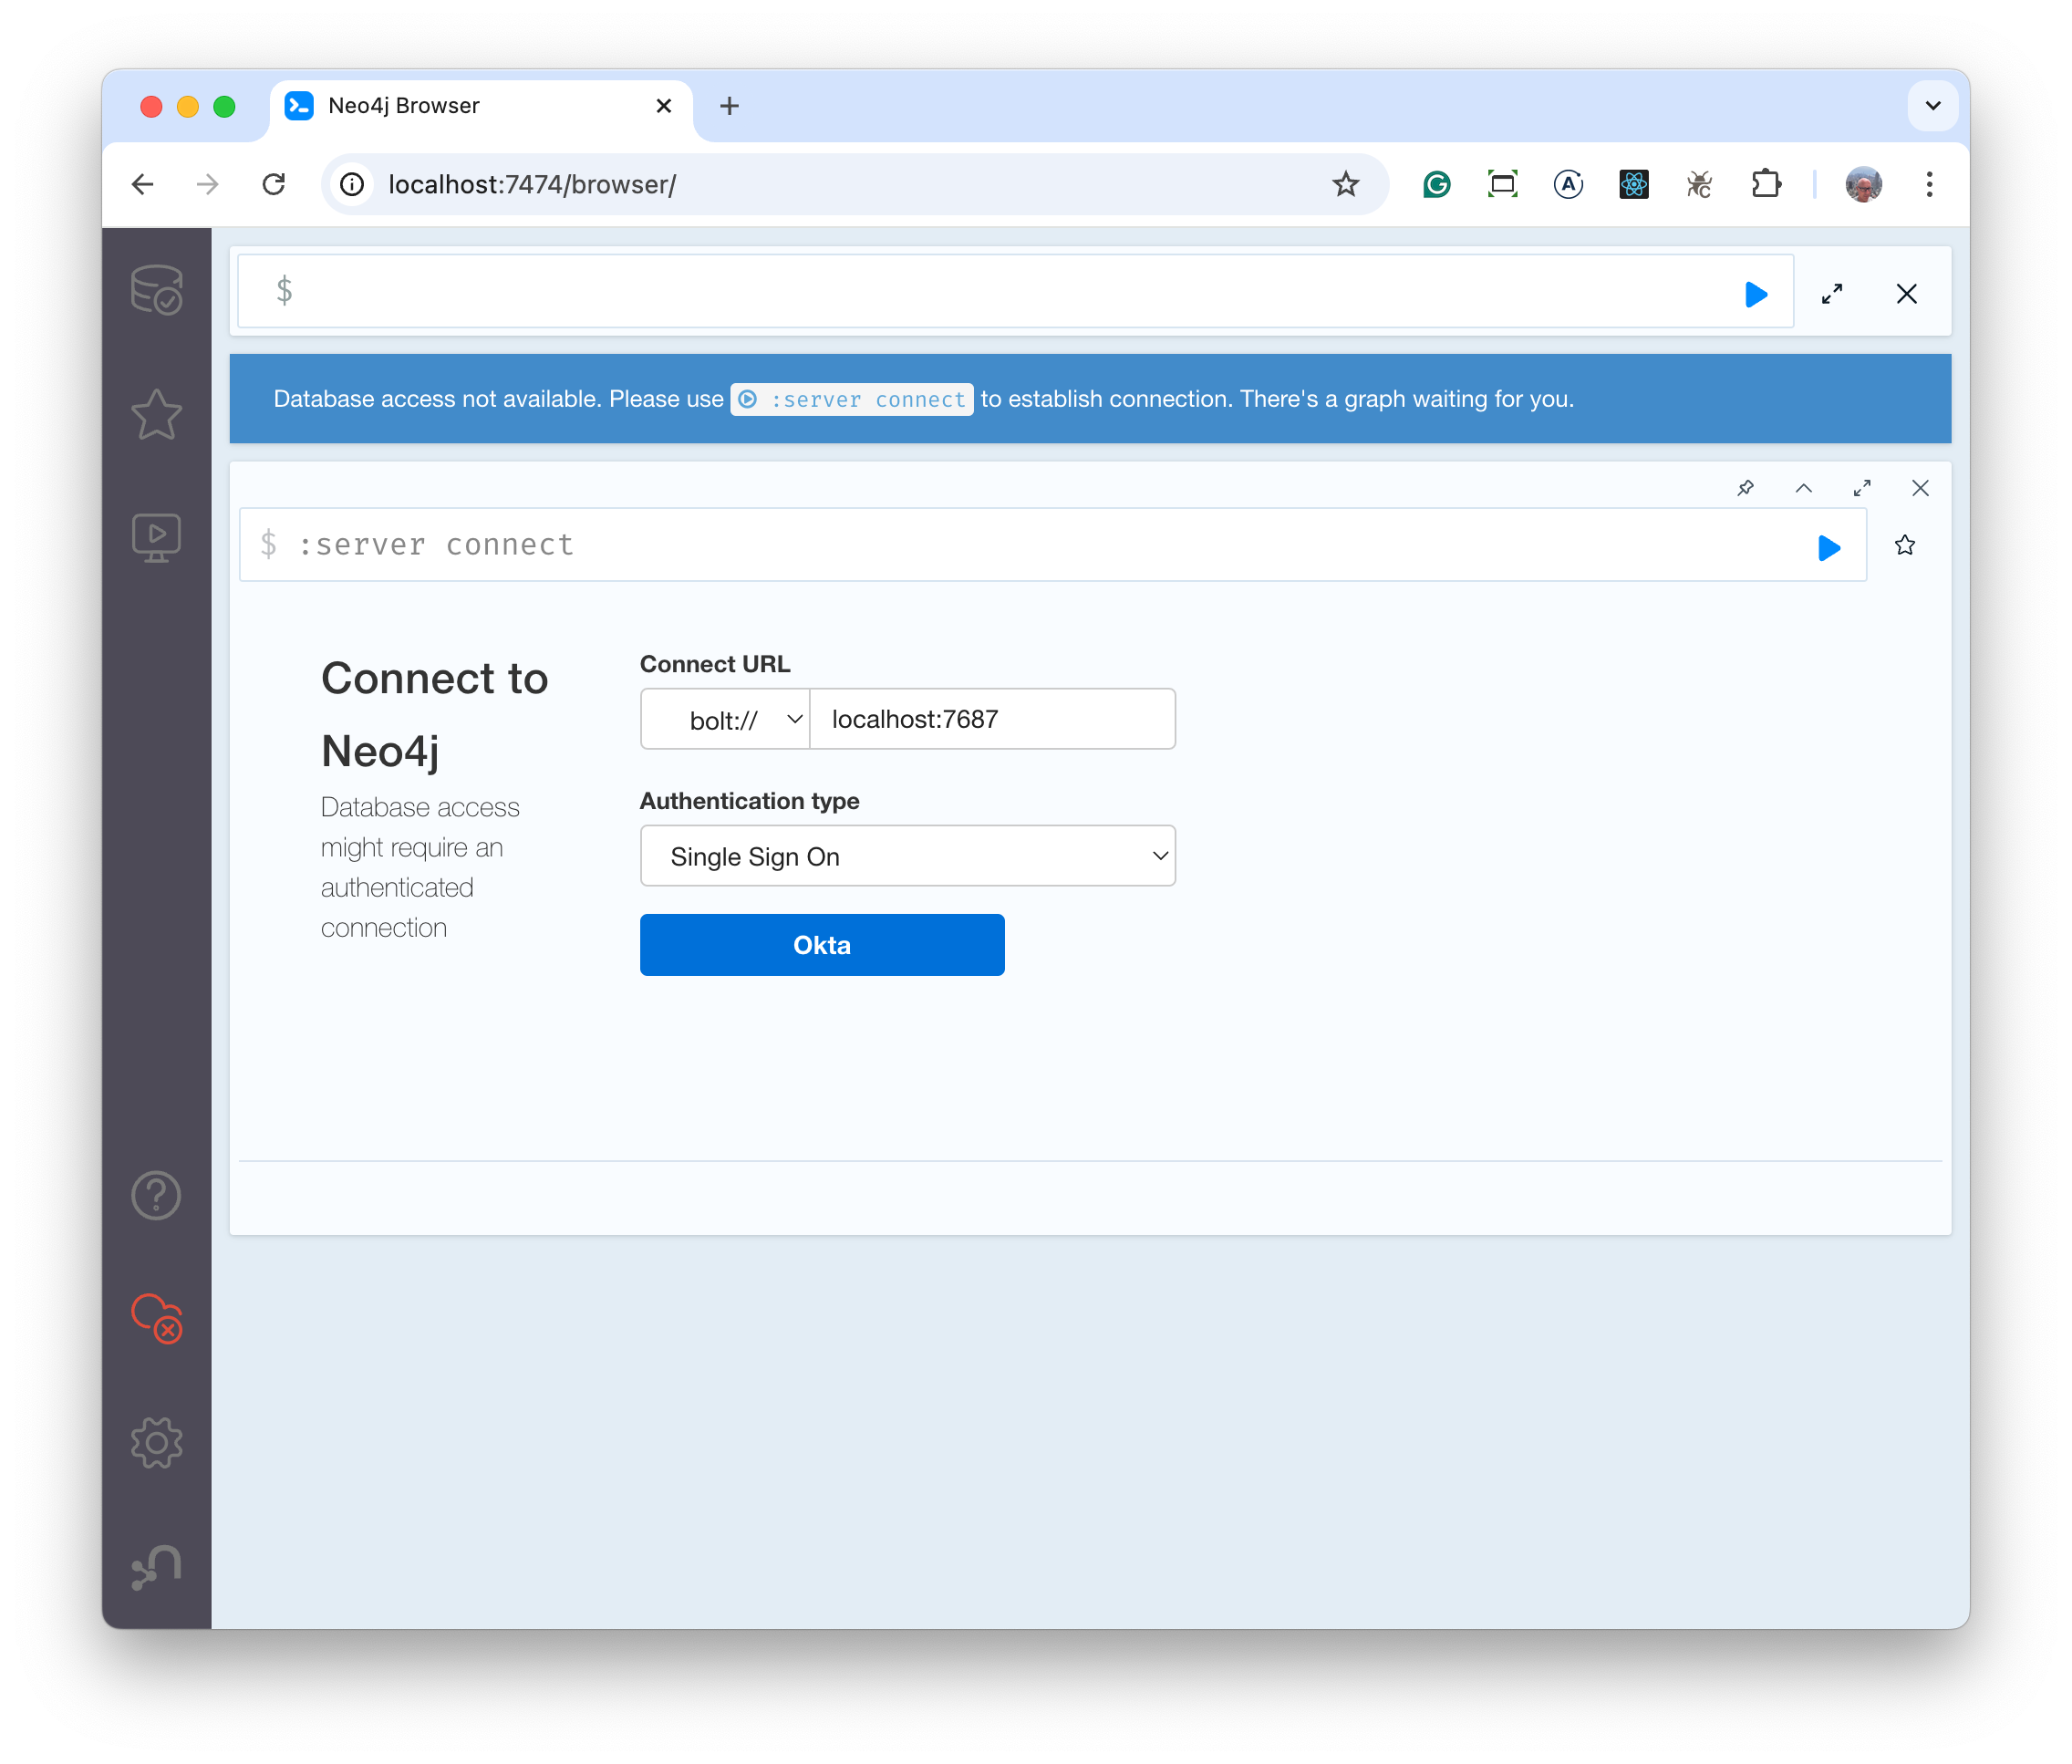 Neo4j Browser
localhost:7474/browser/
$
Database access not available. Please use :server connect to establish connection. There's a graph waiting for you.
$ :server connect
Connect to
Neo4j
Database access
might require an
authenticated
connection
Connect URL
bolt:// localhost:7687
Authentication type
Single Sign On
Okta